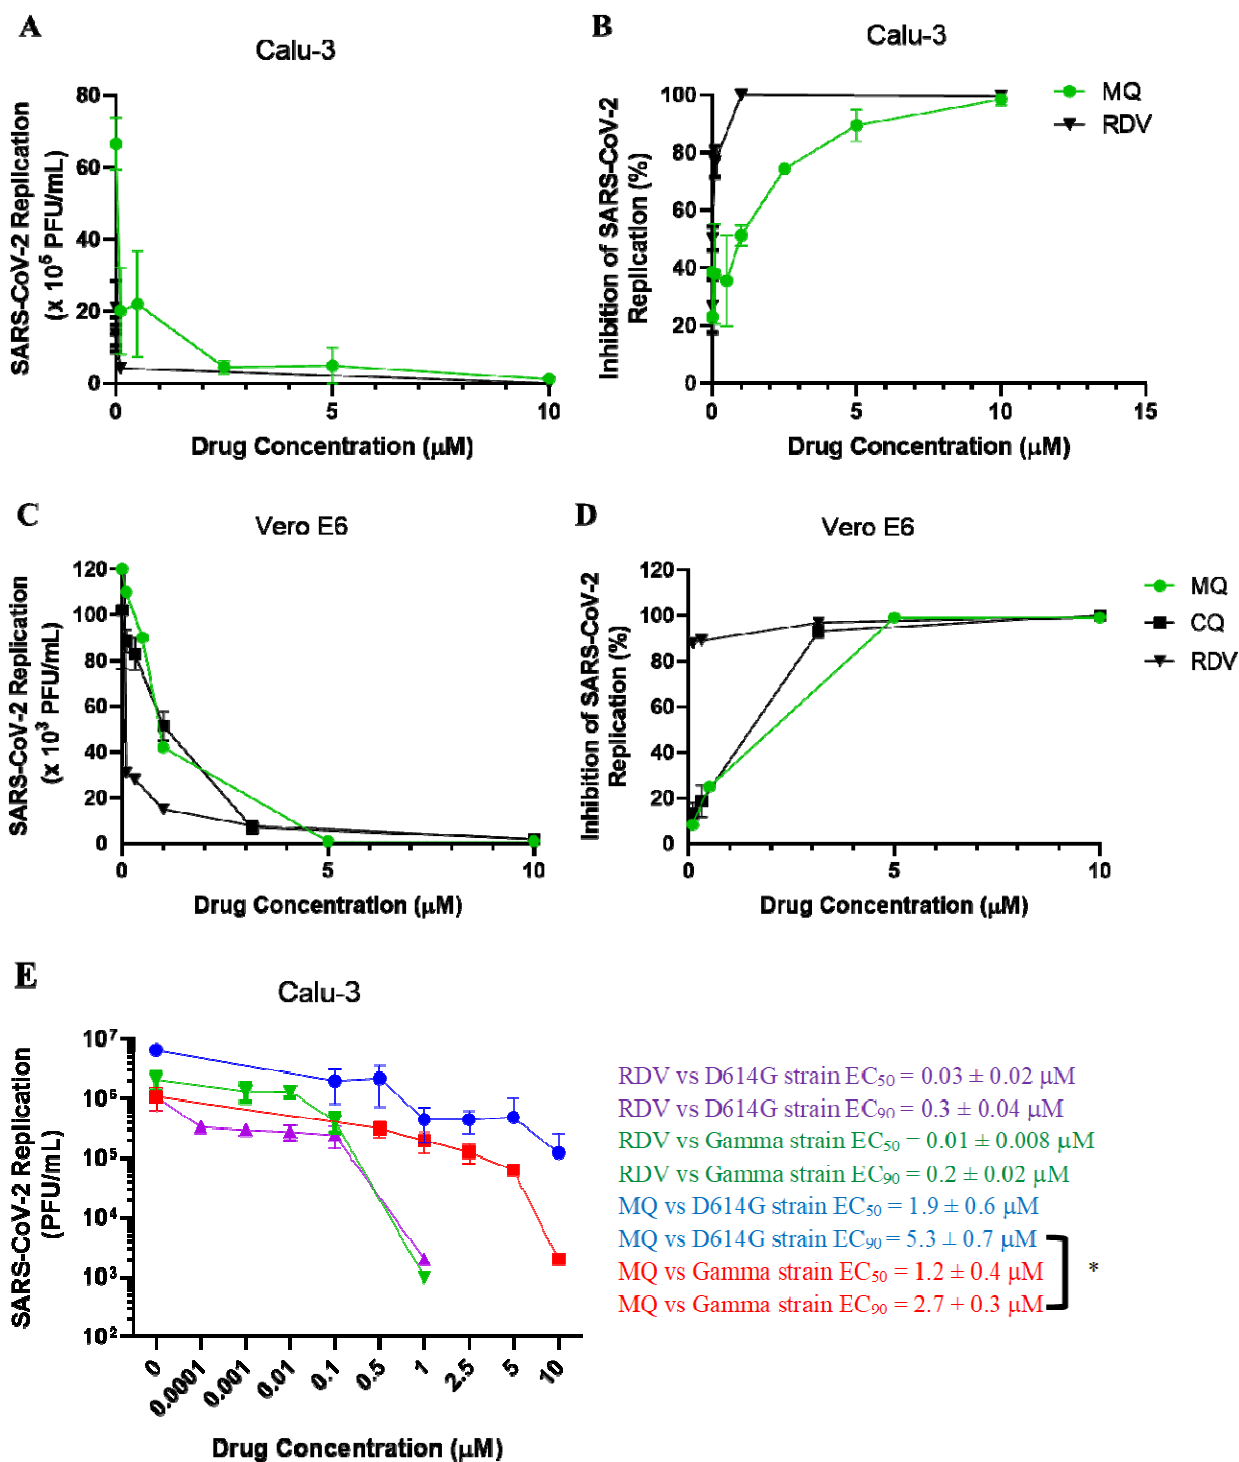 A
Calu-3
SARS-CoV-2 Replication
(x 10⁵ PFU/mL)
80
60
40
20
0
0 5 10
Drug Concentration (μM)
B
Calu-3
Inhibition of SARS-CoV-2
Replication (%)
100
80
60
40
20
0
0 5 10 15
Drug Concentration (μM)
MQ
RDV
C
Vero E6
SARS-CoV-2 Replication
(x 10³ PFU/mL)
120
100
80
60
40
20
0
0 5 10
Drug Concentration (μM)
D
Vero E6
Inhibition of SARS-CoV-2
Replication (%)
120
100
80
60
40
20
0
0 5 10
Drug Concentration (μM)
MQ
CQ
RDV
E
Calu-3
SARS-CoV-2 Replication
(PFU/mL)
10⁷
10⁶
10⁵
10⁴
10³
10²
0 0.0001 0.001 0.01 0.1 0.5 1 2.5 5 10
Drug Concentration (μM)
RDV vs D614G strain EC₅₀ = 0.03 ± 0.02 μM
RDV vs D614G strain EC₉₀ = 0.3 ± 0.04 μM
RDV vs Gamma strain EC₅₀ = 0.01 ± 0.008 μM
RDV vs Gamma strain EC₉₀ = 0.2 ± 0.02 μM
MQ vs D614G strain EC₅₀ = 1.9 ± 0.6 μM
MQ vs D614G strain EC₉₀ = 5.3 ± 0.7 μM
MQ vs Gamma strain EC₅₀ = 1.2 ± 0.4 μM
MQ vs Gamma strain EC₉₀ = 2.7 ± 0.3 μM
*